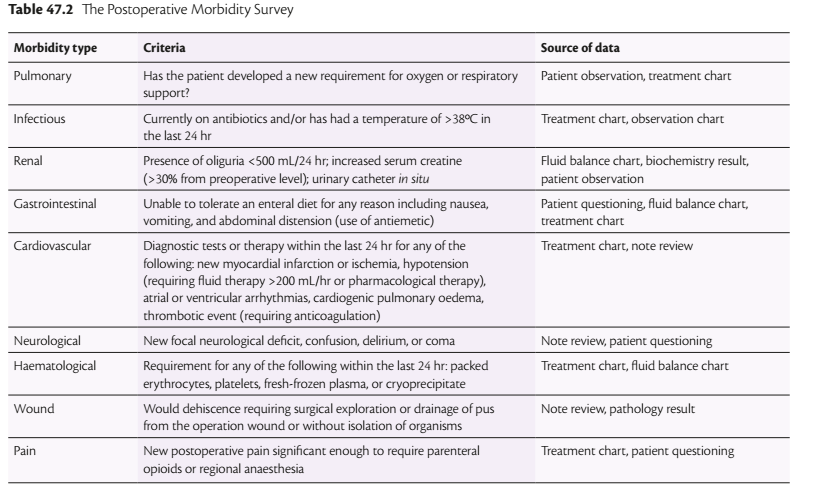 Table 47.2 The Postoperative Morbidity Survey
Morbidity type Criteria Source of data
Pulmonary Has the patient developed a new requirement for oxygen or respiratory Patient observation, treatment chart
support?
Infectious Currently on antibiotics and/or has had a temperature of >38ºC in Treatment chart, observation chart
the last 24 hr
Renal Presence of oliguria <500 mL/24 hr; increased serum creatine Fluid balance chart, biochemistry result,
(>30% from preoperative level); urinary catheter in situ patient observation
Gastrointestinal Unable to tolerate an enteral diet for any reason including nausea, Patient questioning, fluid balance chart,
vomiting, and abdominal distension (use of antiemetic) treatment chart
Cardiovascular Diagnostic tests or therapy within the last 24 hr for any of the Treatment chart, note review
following: new myocardial infarction or ischemia, hypotension
(requiring fluid therapy >200 mL/hr or pharmacological therapy),
atrial or ventricular arrhythmias, cardiogenic pulmonary oedema,
thrombotic event (requiring anticoagulation)
Neurological New focal neurological deficit, confusion, delirium, or coma Note review, patient questioning
Haematological Requirement for any of the following within the last 24 hr: packed Treatment chart, fluid balance chart
erythrocytes, platelets, fresh-frozen plasma, or cryoprecipitate
Wound Would dehiscence requiring surgical exploration or drainage of pus Note review, pathology result
from the operation wound or without isolation of organisms
Pain New postoperative pain significant enough to require parenteral Treatment chart, patient questioning
opioids or regional anaesthesia